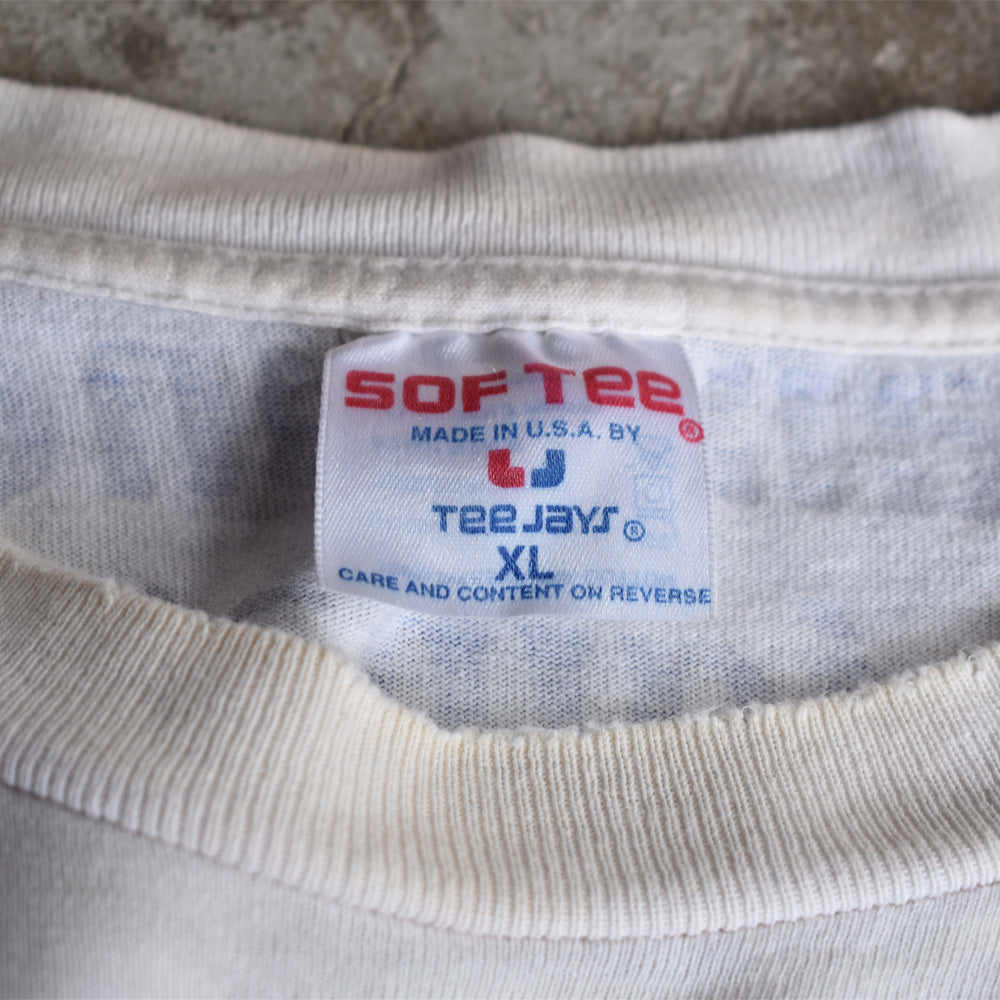 SOF TEE®
MADE IN U.S.A. BY
TEE JAYS®
XL
CARE AND CONTENT ON REVERSE